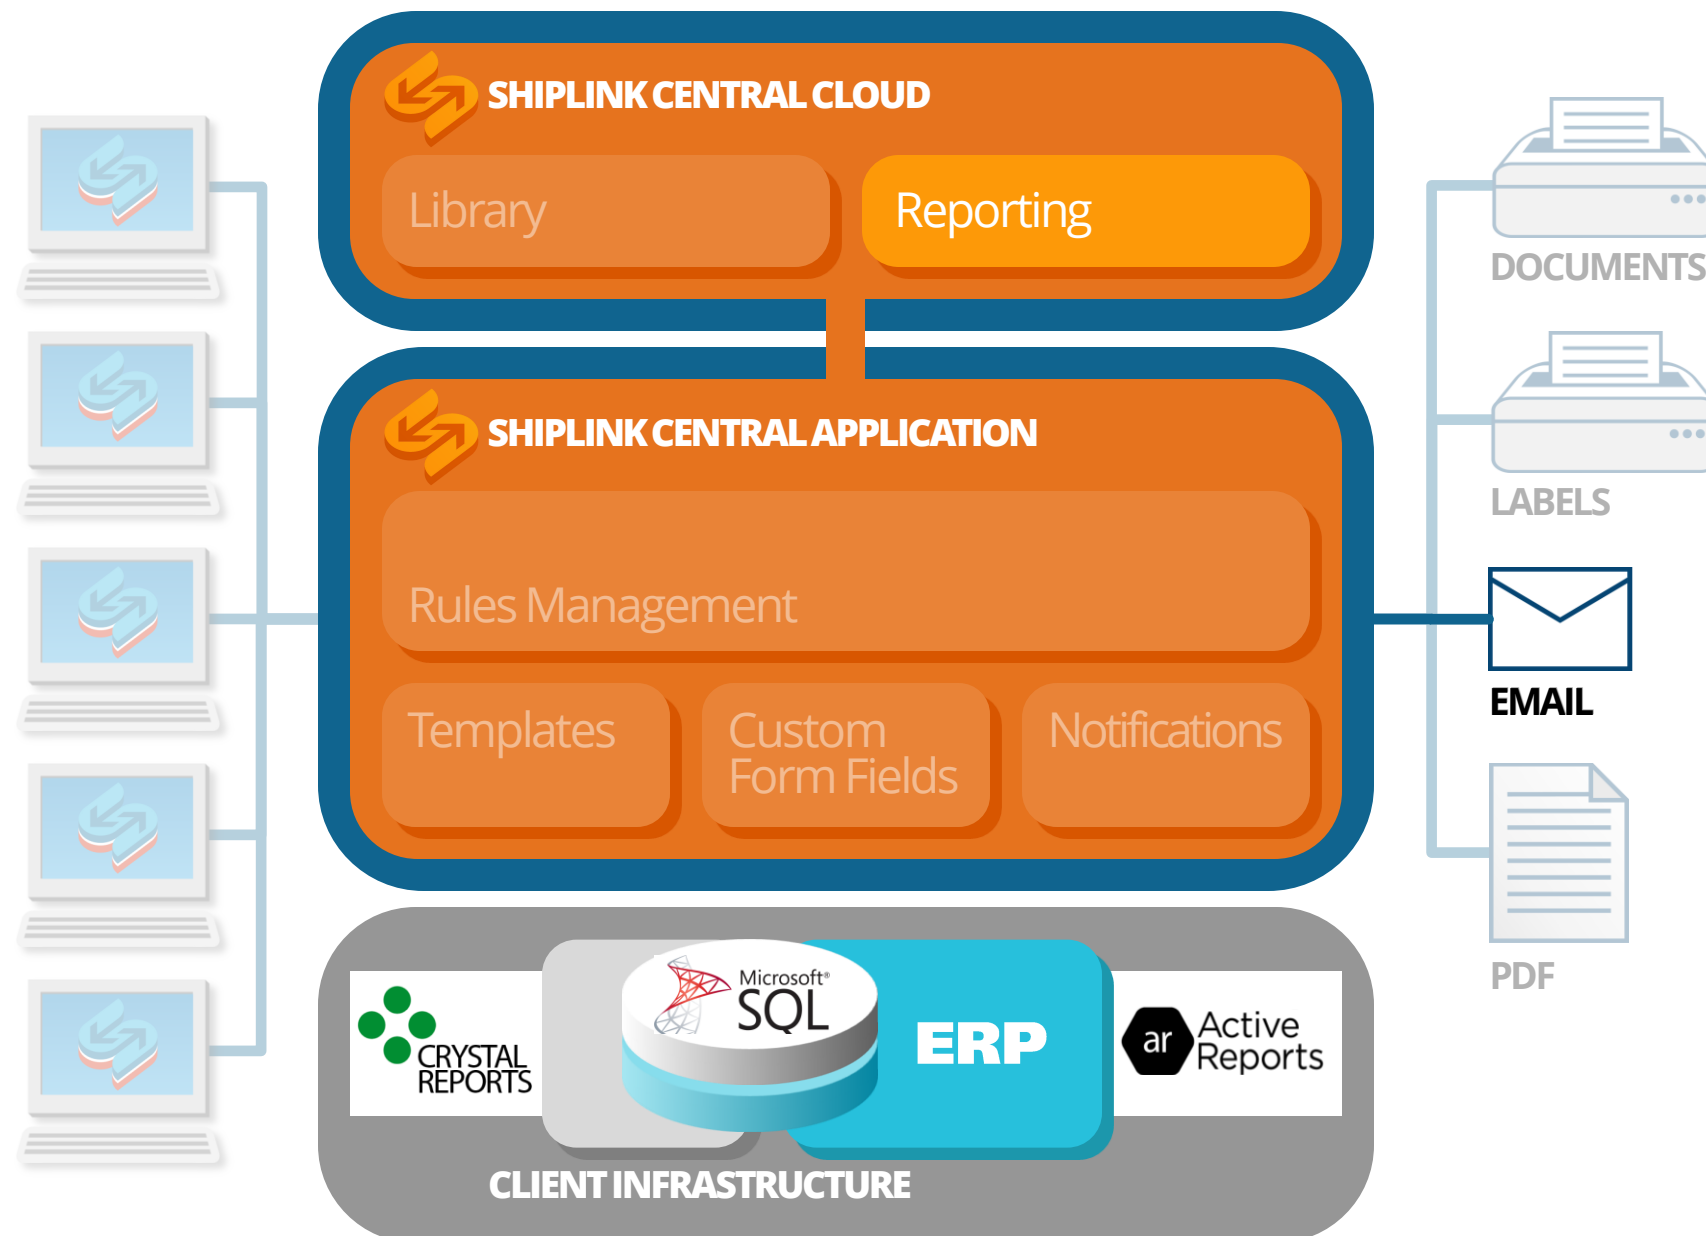 SHIPLINK CENTRAL CLOUD
Library
Reporting
SHIPLINK CENTRAL APPLICATION
Rules Management
Templates
Custom
Form Fields
Notifications
CRYSTAL
REPORTS
Microsoft®
SQL
ERP
ar
Active
Reports
CLIENT INFRASTRUCTURE
DOCUMENTS
LABELS
EMAIL
PDF